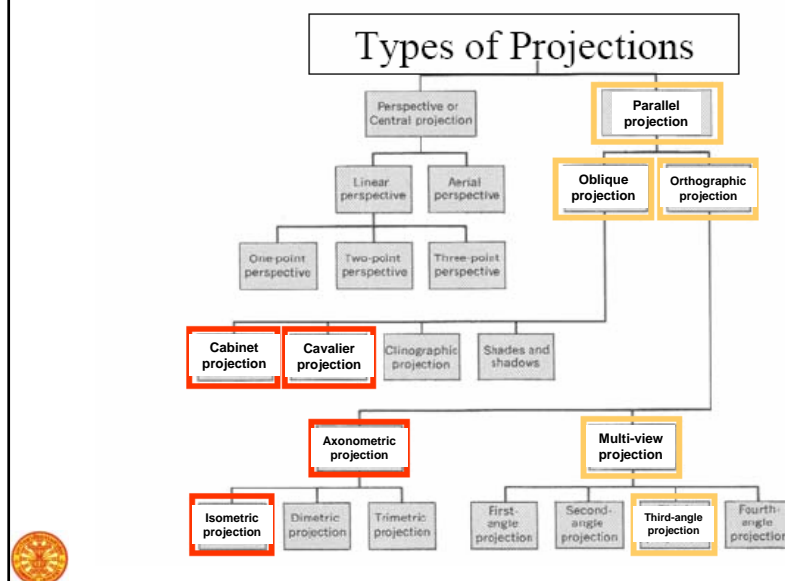 Types of Projections
Perspective or
Central projection
Parallel
projection
Linear
perspective
Aerial
perspective
Oblique
projection
Orthographic
projection
One-point
perspective
Two-point
perspective
Three-point
perspective
Cabinet
projection
Cavalier
projection
Clinographic
projection
Shades and
shadows
Axonometric
projection
Multi-view
projection
Isometric
projection
Dimetric
projection
Trimetric
projection
First-
angle
projection
Second-
angle
projection
Third-angle
projection
Fourth-
angle
projection